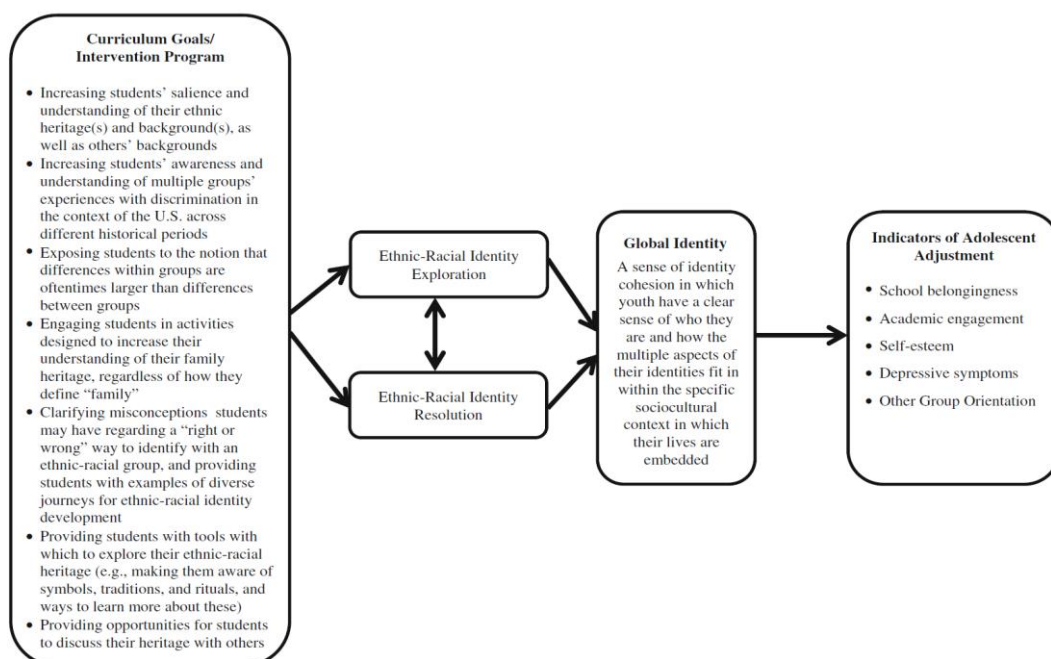 Curriculum Goals/
Intervention Program
• Increasing students’ salience and
understanding of their ethnic
heritage(s) and background(s), as
well as others’ backgrounds
• Increasing students’ awareness and
understanding of multiple groups’
experiences with discrimination in
the context of the U.S. across
different historical periods
• Exposing students to the notion that
differences within groups are
oftentimes larger than differences
between groups
• Engaging students in activities
designed to increase their
understanding of their family
heritage, regardless of how they
define “family”
• Clarifying misconceptions students
may have regarding a “right or
wrong” way to identify with an
ethnic-racial group, and providing
students with examples of diverse
journeys for ethnic-racial identity
development
• Providing students with tools with
which to explore their ethnic-racial
heritage (e.g., making them aware of
symbols, traditions, and rituals, and
ways to learn more about these)
• Providing opportunities for students
to discuss their heritage with others
Ethnic-Racial Identity
Exploration
Ethnic-Racial Identity
Resolution
Global Identity
A sense of identity
cohesion in which
youth have a clear
sense of who they
are and how the
multiple aspects of
their identities fit in
within the specific
sociocultural
context in which
their lives are
embedded
Indicators of Adolescent
Adjustment
• School belongingness
• Academic engagement
• Self-esteem
• Depressive symptoms
• Other Group Orientation